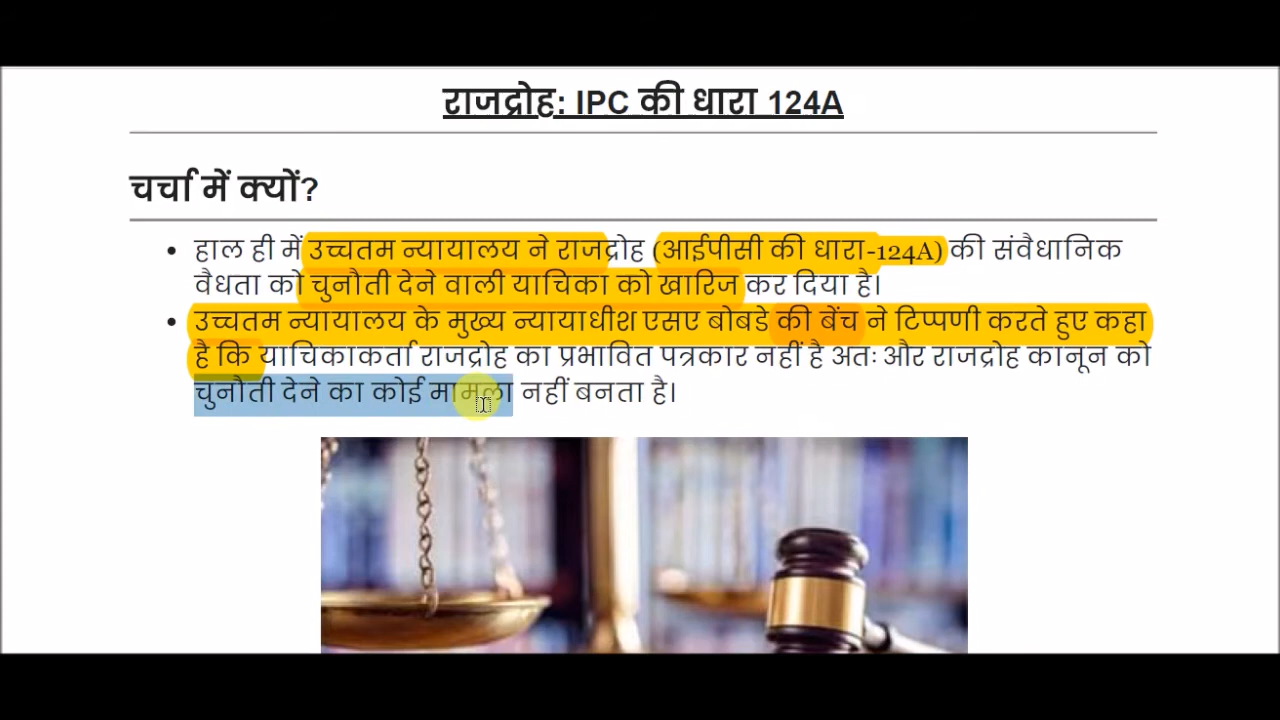 राजद्रोह: IPC की धारा 124A
चर्चा में क्यों?
• हाल ही में उच्चतम न्यायालय ने राजद्रोह (आईपीसी की धारा-124A) की संवैधानिक
वैधता को चुनौती देने वाली याचिका को खारिज कर दिया है।
• उच्चतम न्यायालय के मुख्य न्यायाधीश एसए बोबडे की बेंच ने टिप्पणी करते हुए कहा
है कि याचिकाकर्ता राजद्रोह का प्रभावित पत्रकार नहीं है अतः और राजद्रोह कानून को
चुनौती देने का कोई मामला नहीं बनता है।